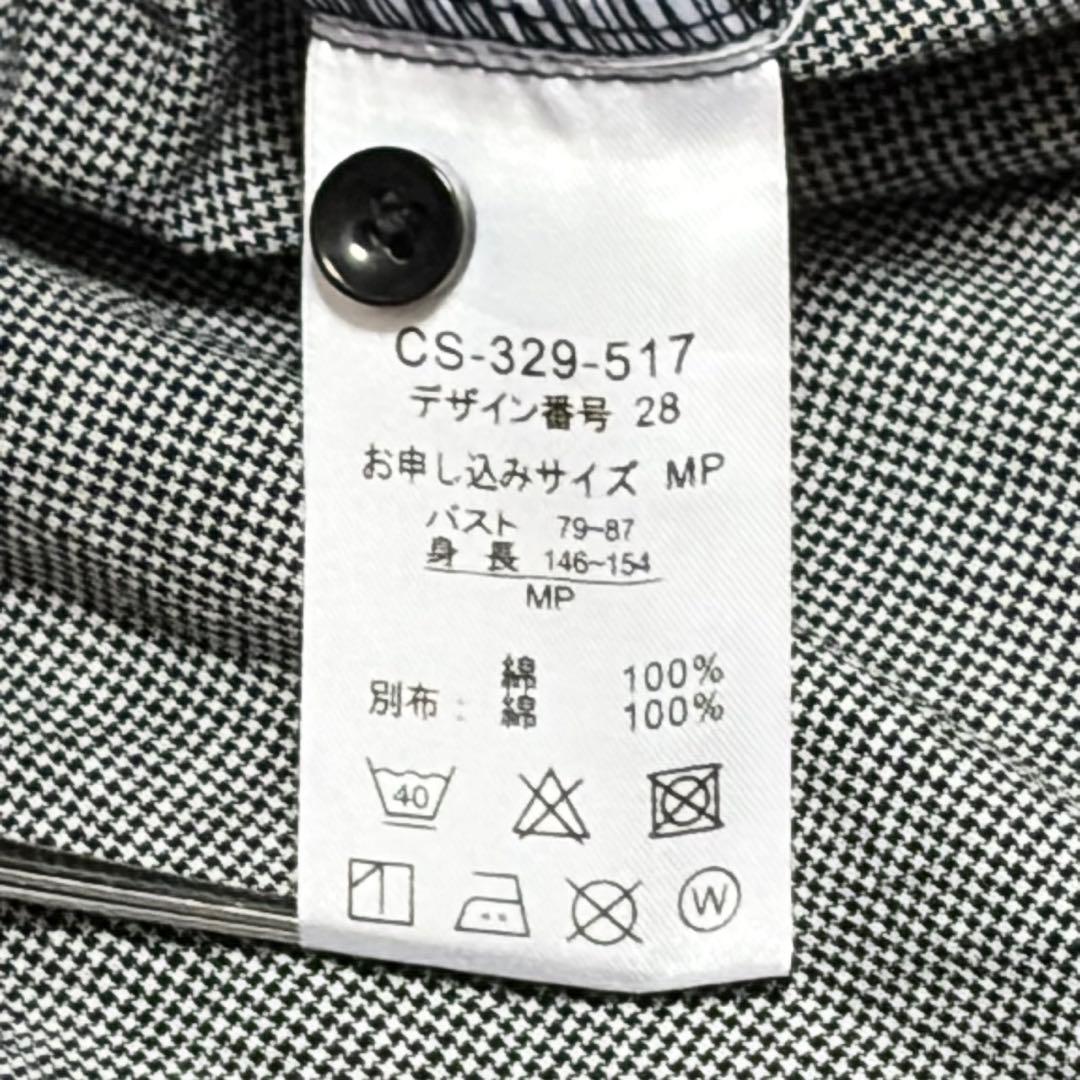 CS-329-517
デザイン番号 28
お申し込みサイズ MP
バスト 79~87
身 長 146~154
MP
綿 100%
別布: 綿 100%
40
W